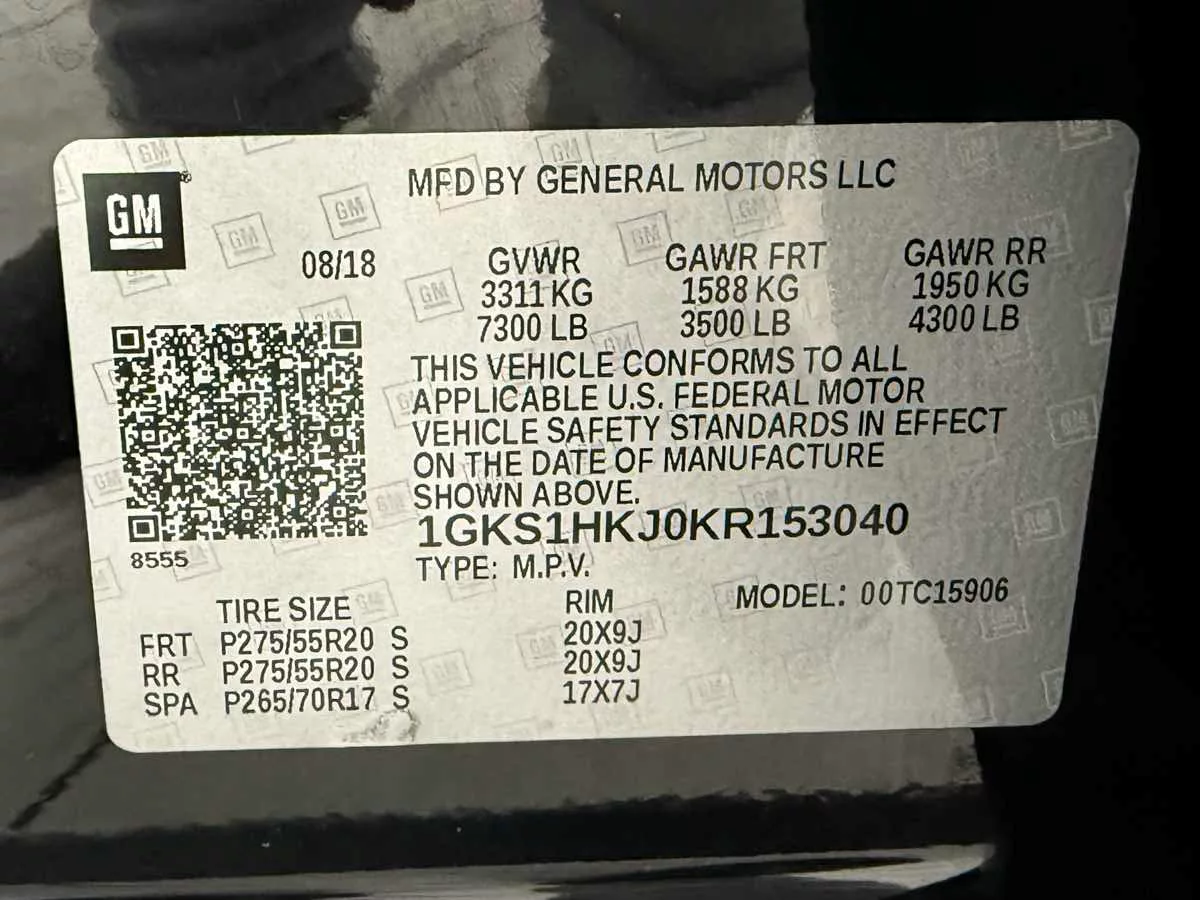 GM
MFD BY GENERAL MOTORS LLC
08/18 GVWR GAWR FRT GAWR RR
3311 KG 1588 KG 1950 KG
7300 LB 3500 LB 4300 LB
THIS VEHICLE CONFORMS TO ALL
APPLICABLE U.S. FEDERAL MOTOR
VEHICLE SAFETY STANDARDS IN EFFECT
ON THE DATE OF MANUFACTURE
SHOWN ABOVE.
1GKS1HKJ0KR153040
8555
TYPE: M.P.V.
MODEL: 00TC15906
TIRE SIZE RIM
FRT P275/55R20 S 20X9J
RR P275/55R20 S 20X9J
SPA P265/70R17 S 17X7J